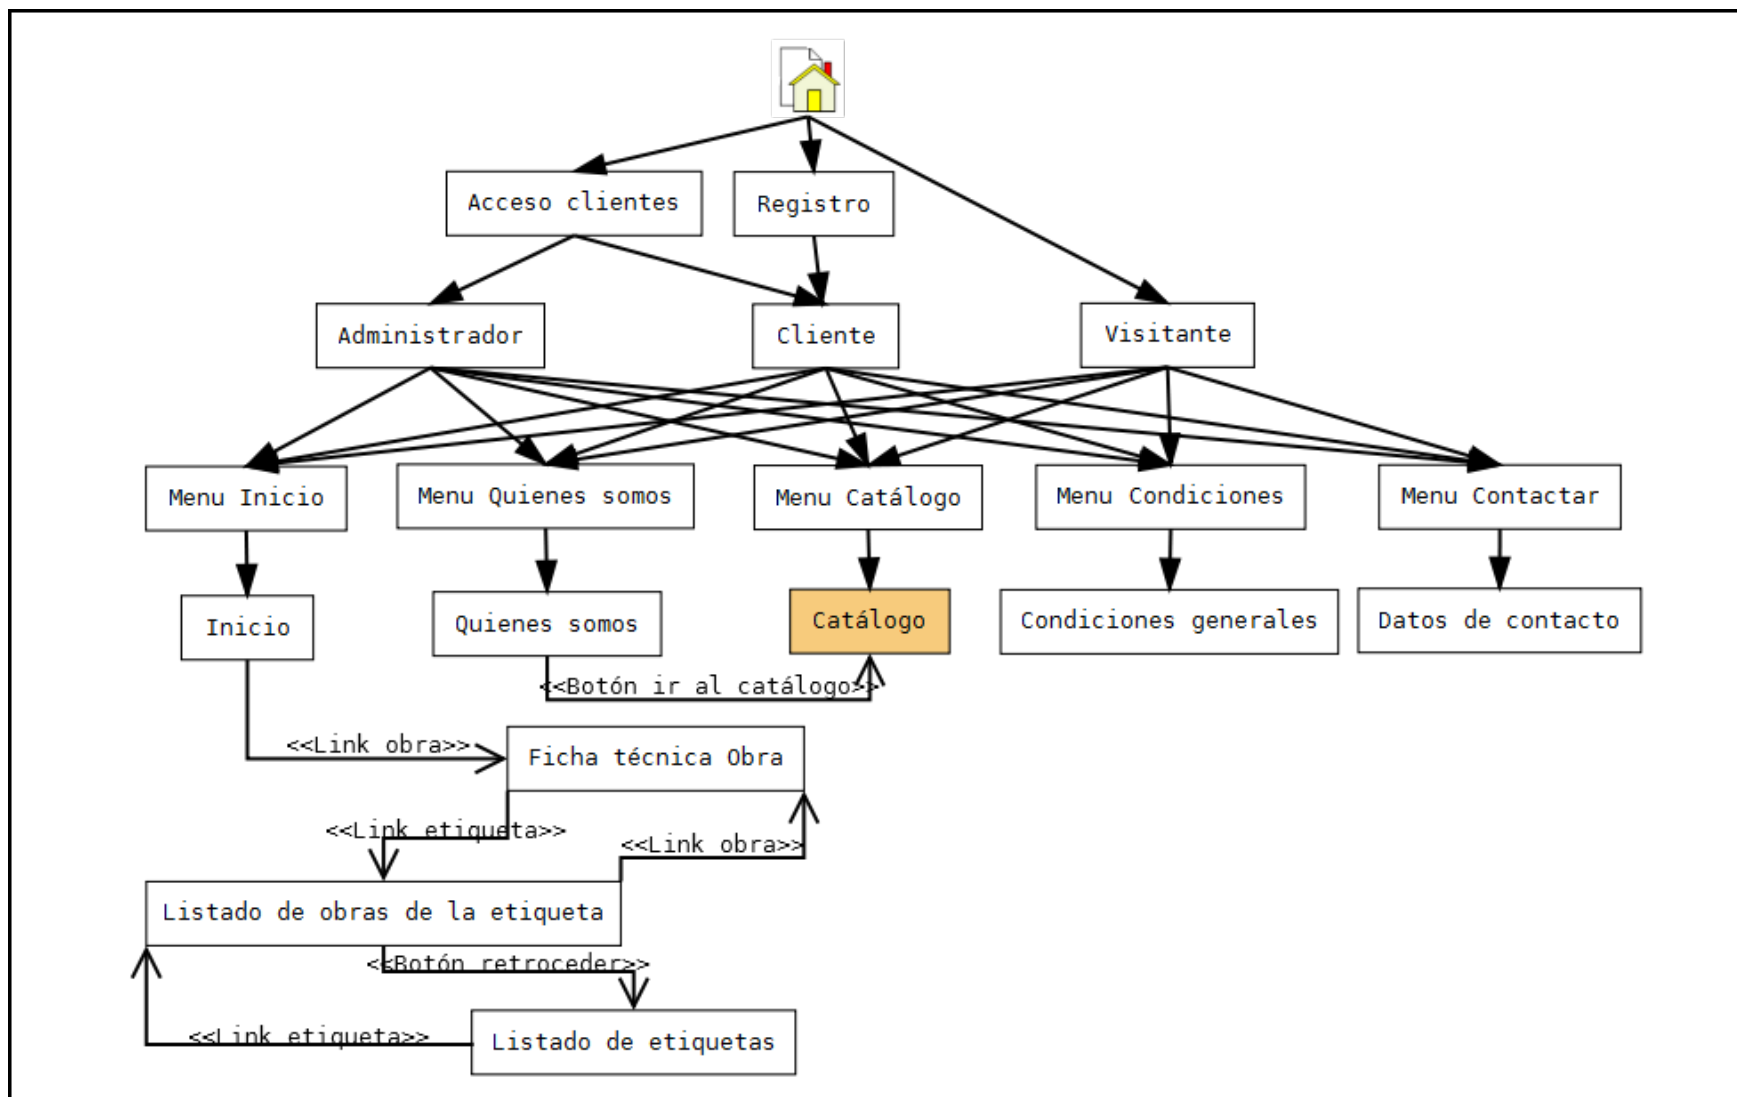 Acceso clientes
Registro
Administrador
Cliente
Visitante
Menu Inicio
Menu Quienes somos
Menu Catálogo
Menu Condiciones
Menu Contactar
Inicio
Quienes somos
Catálogo
Condiciones generales
Datos de contacto
<<Botón ir al catálogo>>
<<Link obra>>
Ficha técnica Obra
<<Link etiqueta>>
<<Link obra>>
Listado de obras de la etiqueta
<<Botón retroceder>>
<<Link etiqueta>>
Listado de etiquetas